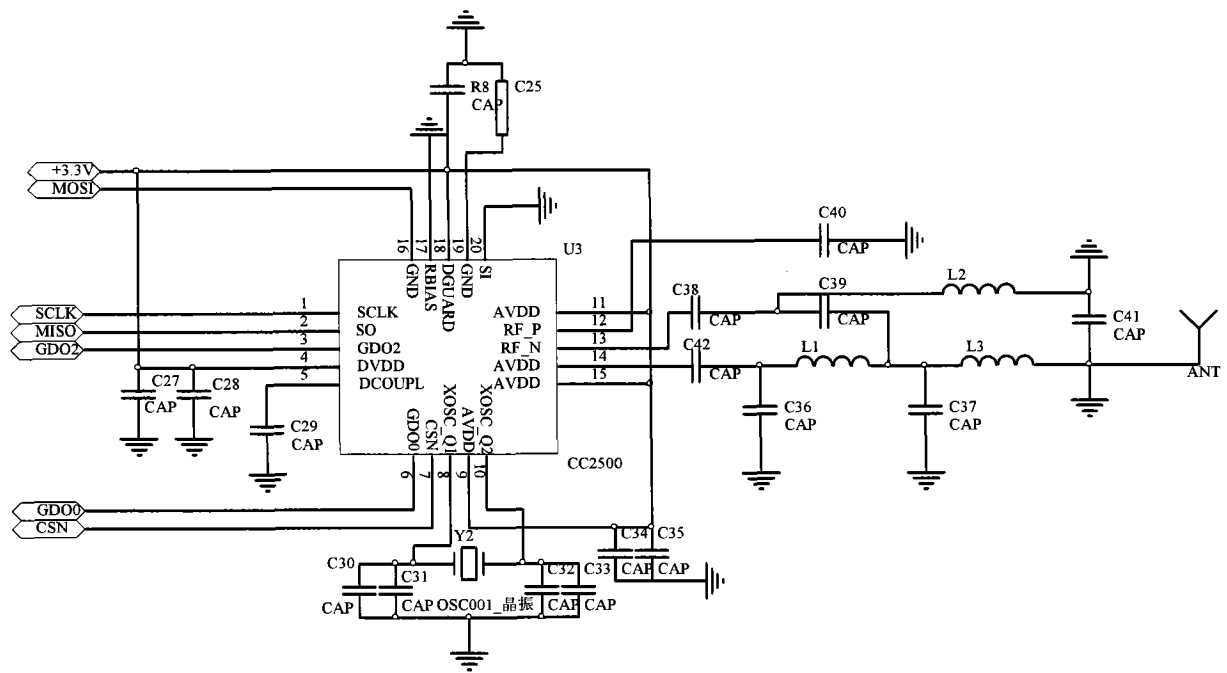 R8
CAP
C25
+3.3V
MOSI
16
17
18
19
20
GND
RBIAS
DGUARD
GND
SI
U3
C40
CAP
SCLK
MISO
GDO2
1
2
3
4
5
SCLK
SO
GDO2
DVDD
DCOUPL
AVDD
RF_P
RF_N
AVDD
AVDD
11
12
13
14
15
C38
CAP
C39
CAP
L2
C41
CAP
C42
CAP
L1
L3
ANT
C27
CAP
C28
CAP
C29
CAP
C36
CAP
C37
CAP
GDO0
CSN
XOSC_Q1
AVDD
XOSC_Q2
6
7
8
9
10
CC2500
GDO0
CSN
Y2
C34
C35
C30
C31
C32
C33
CAP
CAP
CAP
CAP
OSC001_晶振
CAP
CAP